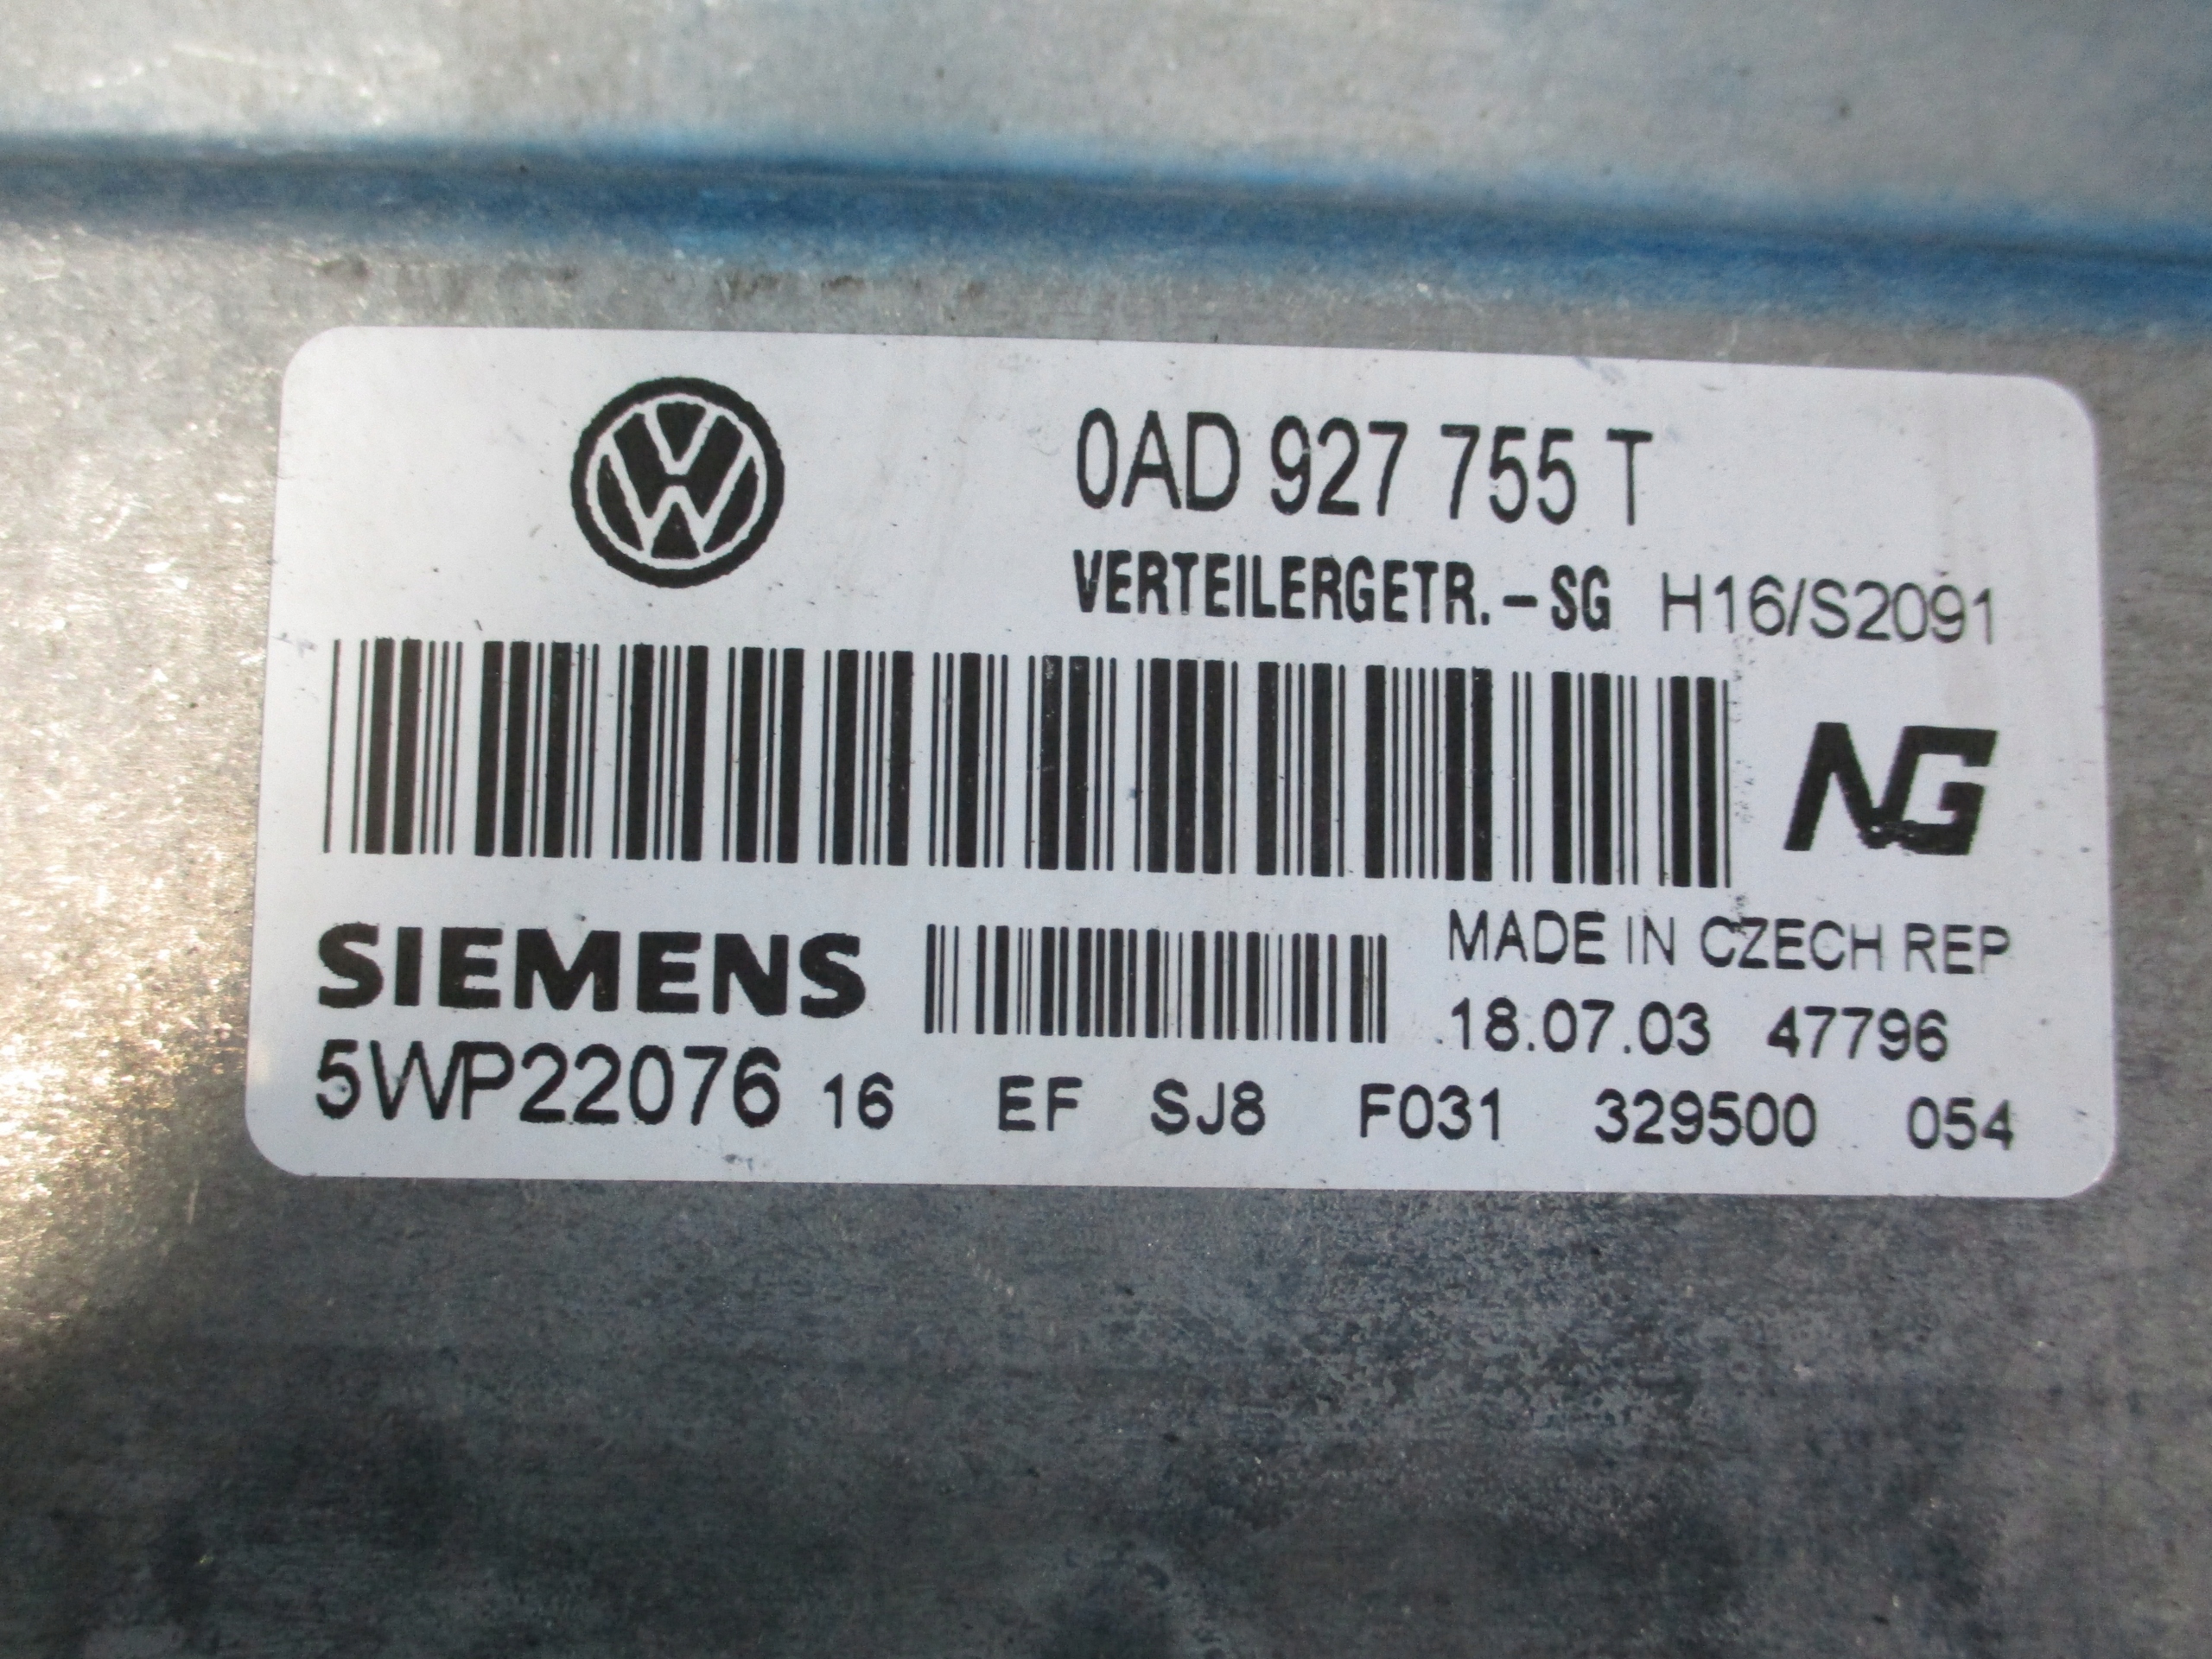 0AD 927 755 T
VERTEILERGETR.-SG H16/S2091
NG
SIEMENS
MADE IN CZECH REP
18.07.03 47796
5WP22076 16 EF SJ8 F031 329500 054